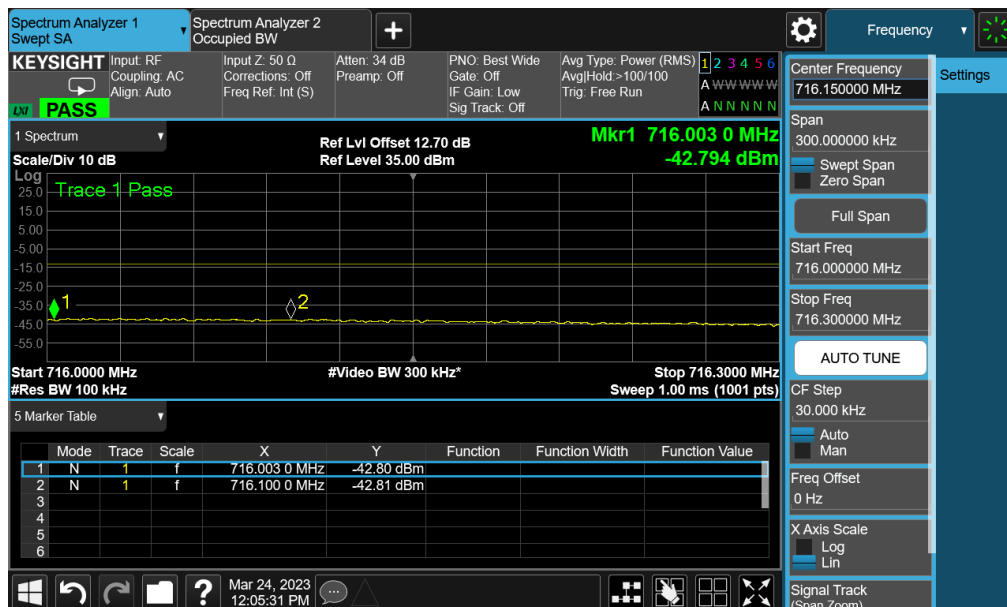 Spectrum Analyzer 1
Swept SA
Spectrum Analyzer 2
Occupied BW
Frequency
KEYSIGHT
Input: RF
Coupling: AC
Align: Auto
Input Z: 50 Ω
Corrections: Off
Freq Ref: Int (S)
Atten: 34 dB
Preamp: Off
PNO: Best Wide
Gate: Off
IF Gain: Low
Sig Track: Off
Avg Type: Power (RMS)
Avg|Hold:>100/100
Trig: Free Run
1 2 3 4 5 6
A W W W W W
A N N N N N
LXI PASS
1 Spectrum
Scale/Div 10 dB
Ref Lvl Offset 12.70 dB
Ref Level 35.00 dBm
Mkr1 716.003 0 MHz
-42.794 dBm
Log
Trace 1 Pass
25.0
15.0
5.00
-5.00
-15.0
-25.0
-35.0
-45.0
-55.0
1
2
Start 716.0000 MHz
#Res BW 100 kHz
#Video BW 300 kHz*
Stop 716.3000 MHz
Sweep 1.00 ms (1001 pts)
5 Marker Table
Mode Trace Scale X Y Function Function Width Function Value
1 N 1 f 716.003 0 MHz -42.80 dBm
2 N 1 f 716.100 0 MHz -42.81 dBm
3
4
5
6
Mar 24, 2023
12:05:31 PM
Center Frequency
716.150000 MHz
Span
300.000000 kHz
Swept Span
Zero Span
Full Span
Start Freq
716.000000 MHz
Stop Freq
716.300000 MHz
AUTO TUNE
CF Step
30.000 kHz
Auto
Man
Freq Offset
0 Hz
X Axis Scale
Log
Lin
Signal Track
(Span Zoom)
Settings